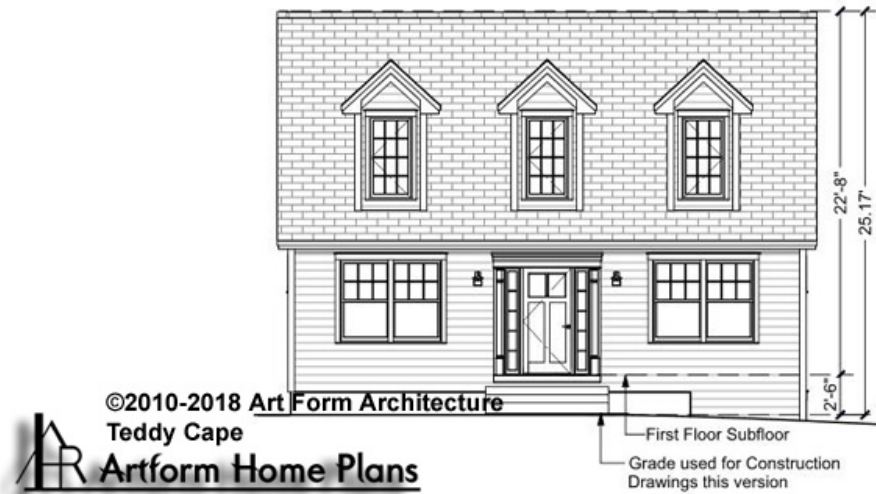 22'-8"
25.17'
2'-6"
©2010-2018 Art Form Architecture
Teddy Cape
Artform Home Plans
First Floor Subfloor
Grade used for Construction
Drawings this version